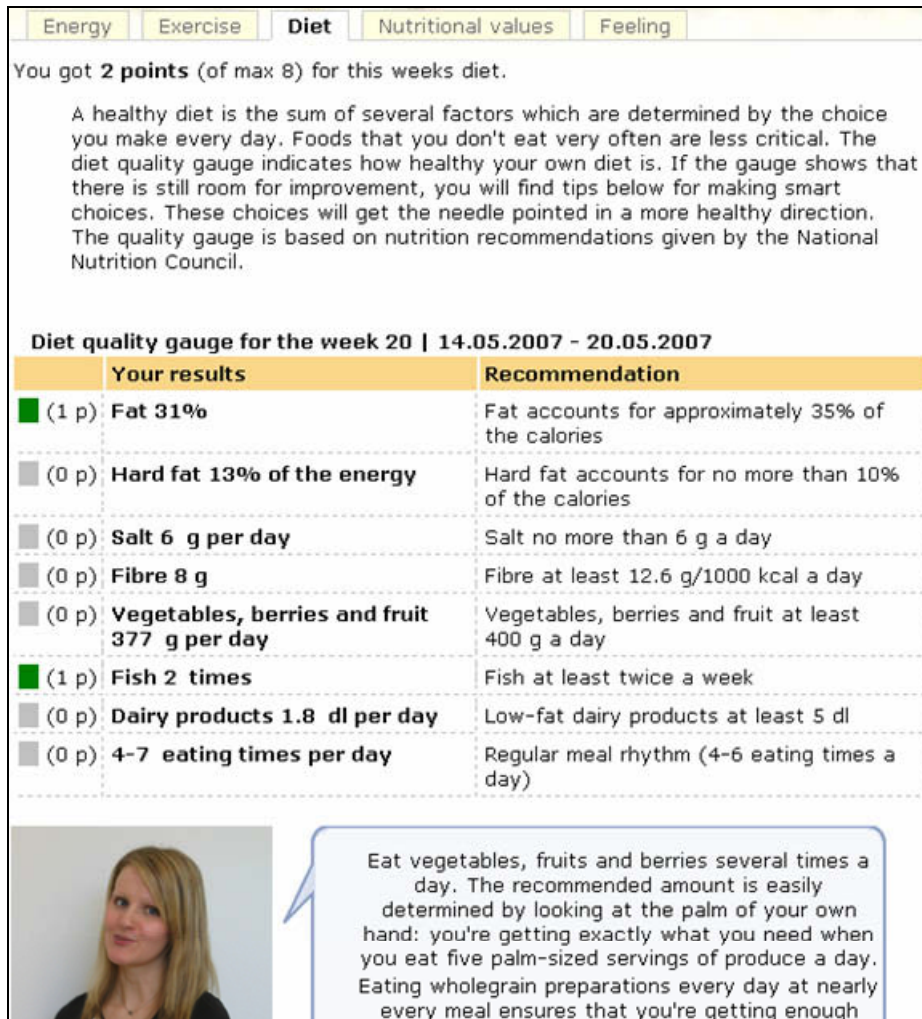 Energy Exercise Diet Nutritional values Feeling
You got 2 points (of max 8) for this weeks diet.
A healthy diet is the sum of several factors which are determined by the choice
you make every day. Foods that you don't eat very often are less critical. The
diet quality gauge indicates how healthy your own diet is. If the gauge shows that
there is still room for improvement, you will find tips below for making smart
choices. These choices will get the needle pointed in a more healthy direction.
The quality gauge is based on nutrition recommendations given by the National
Nutrition Council.
Diet quality gauge for the week 20 | 14.05.2007 - 20.05.2007
Your results Recommendation
(1 p) Fat 31% Fat accounts for approximately 35% of
the calories
(0 p) Hard fat 13% of the energy Hard fat accounts for no more than 10%
of the calories
(0 p) Salt 6 g per day Salt no more than 6 g a day
(0 p) Fibre 8 g Fibre at least 12.6 g/1000 kcal a day
(0 p) Vegetables, berries and fruit Vegetables, berries and fruit at least
377 g per day 400 g a day
(1 p) Fish 2 times Fish at least twice a week
(0 p) Dairy products 1.8 dl per day Low-fat dairy products at least 5 dl
(0 p) 4-7 eating times per day Regular meal rhythm (4-6 eating times a
day)
Eat vegetables, fruits and berries several times a
day. The recommended amount is easily
determined by looking at the palm of your own
hand: you're getting exactly what you need when
you eat five palm-sized servings of produce a day.
Eating wholegrain preparations every day at nearly
every meal ensures that you're getting enough